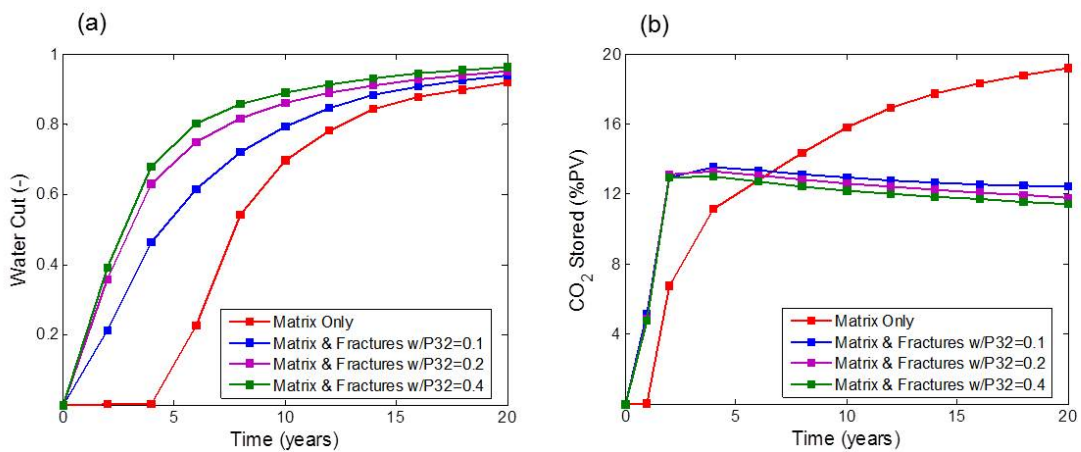 (a)
1
0.8
0.6
0.4
0.2
0 5 10 15 20
Water Cut (-)
Time (years)
Matrix Only
Matrix & Fractures w/P32=0.1
Matrix & Fractures w/P32=0.2
Matrix & Fractures w/P32=0.4
(b)
20
16
12
8
4
0 5 10 15 20
CO2 Stored (%PV)
Time (years)
Matrix Only
Matrix & Fractures w/P32=0.1
Matrix & Fractures w/P32=0.2
Matrix & Fractures w/P32=0.4